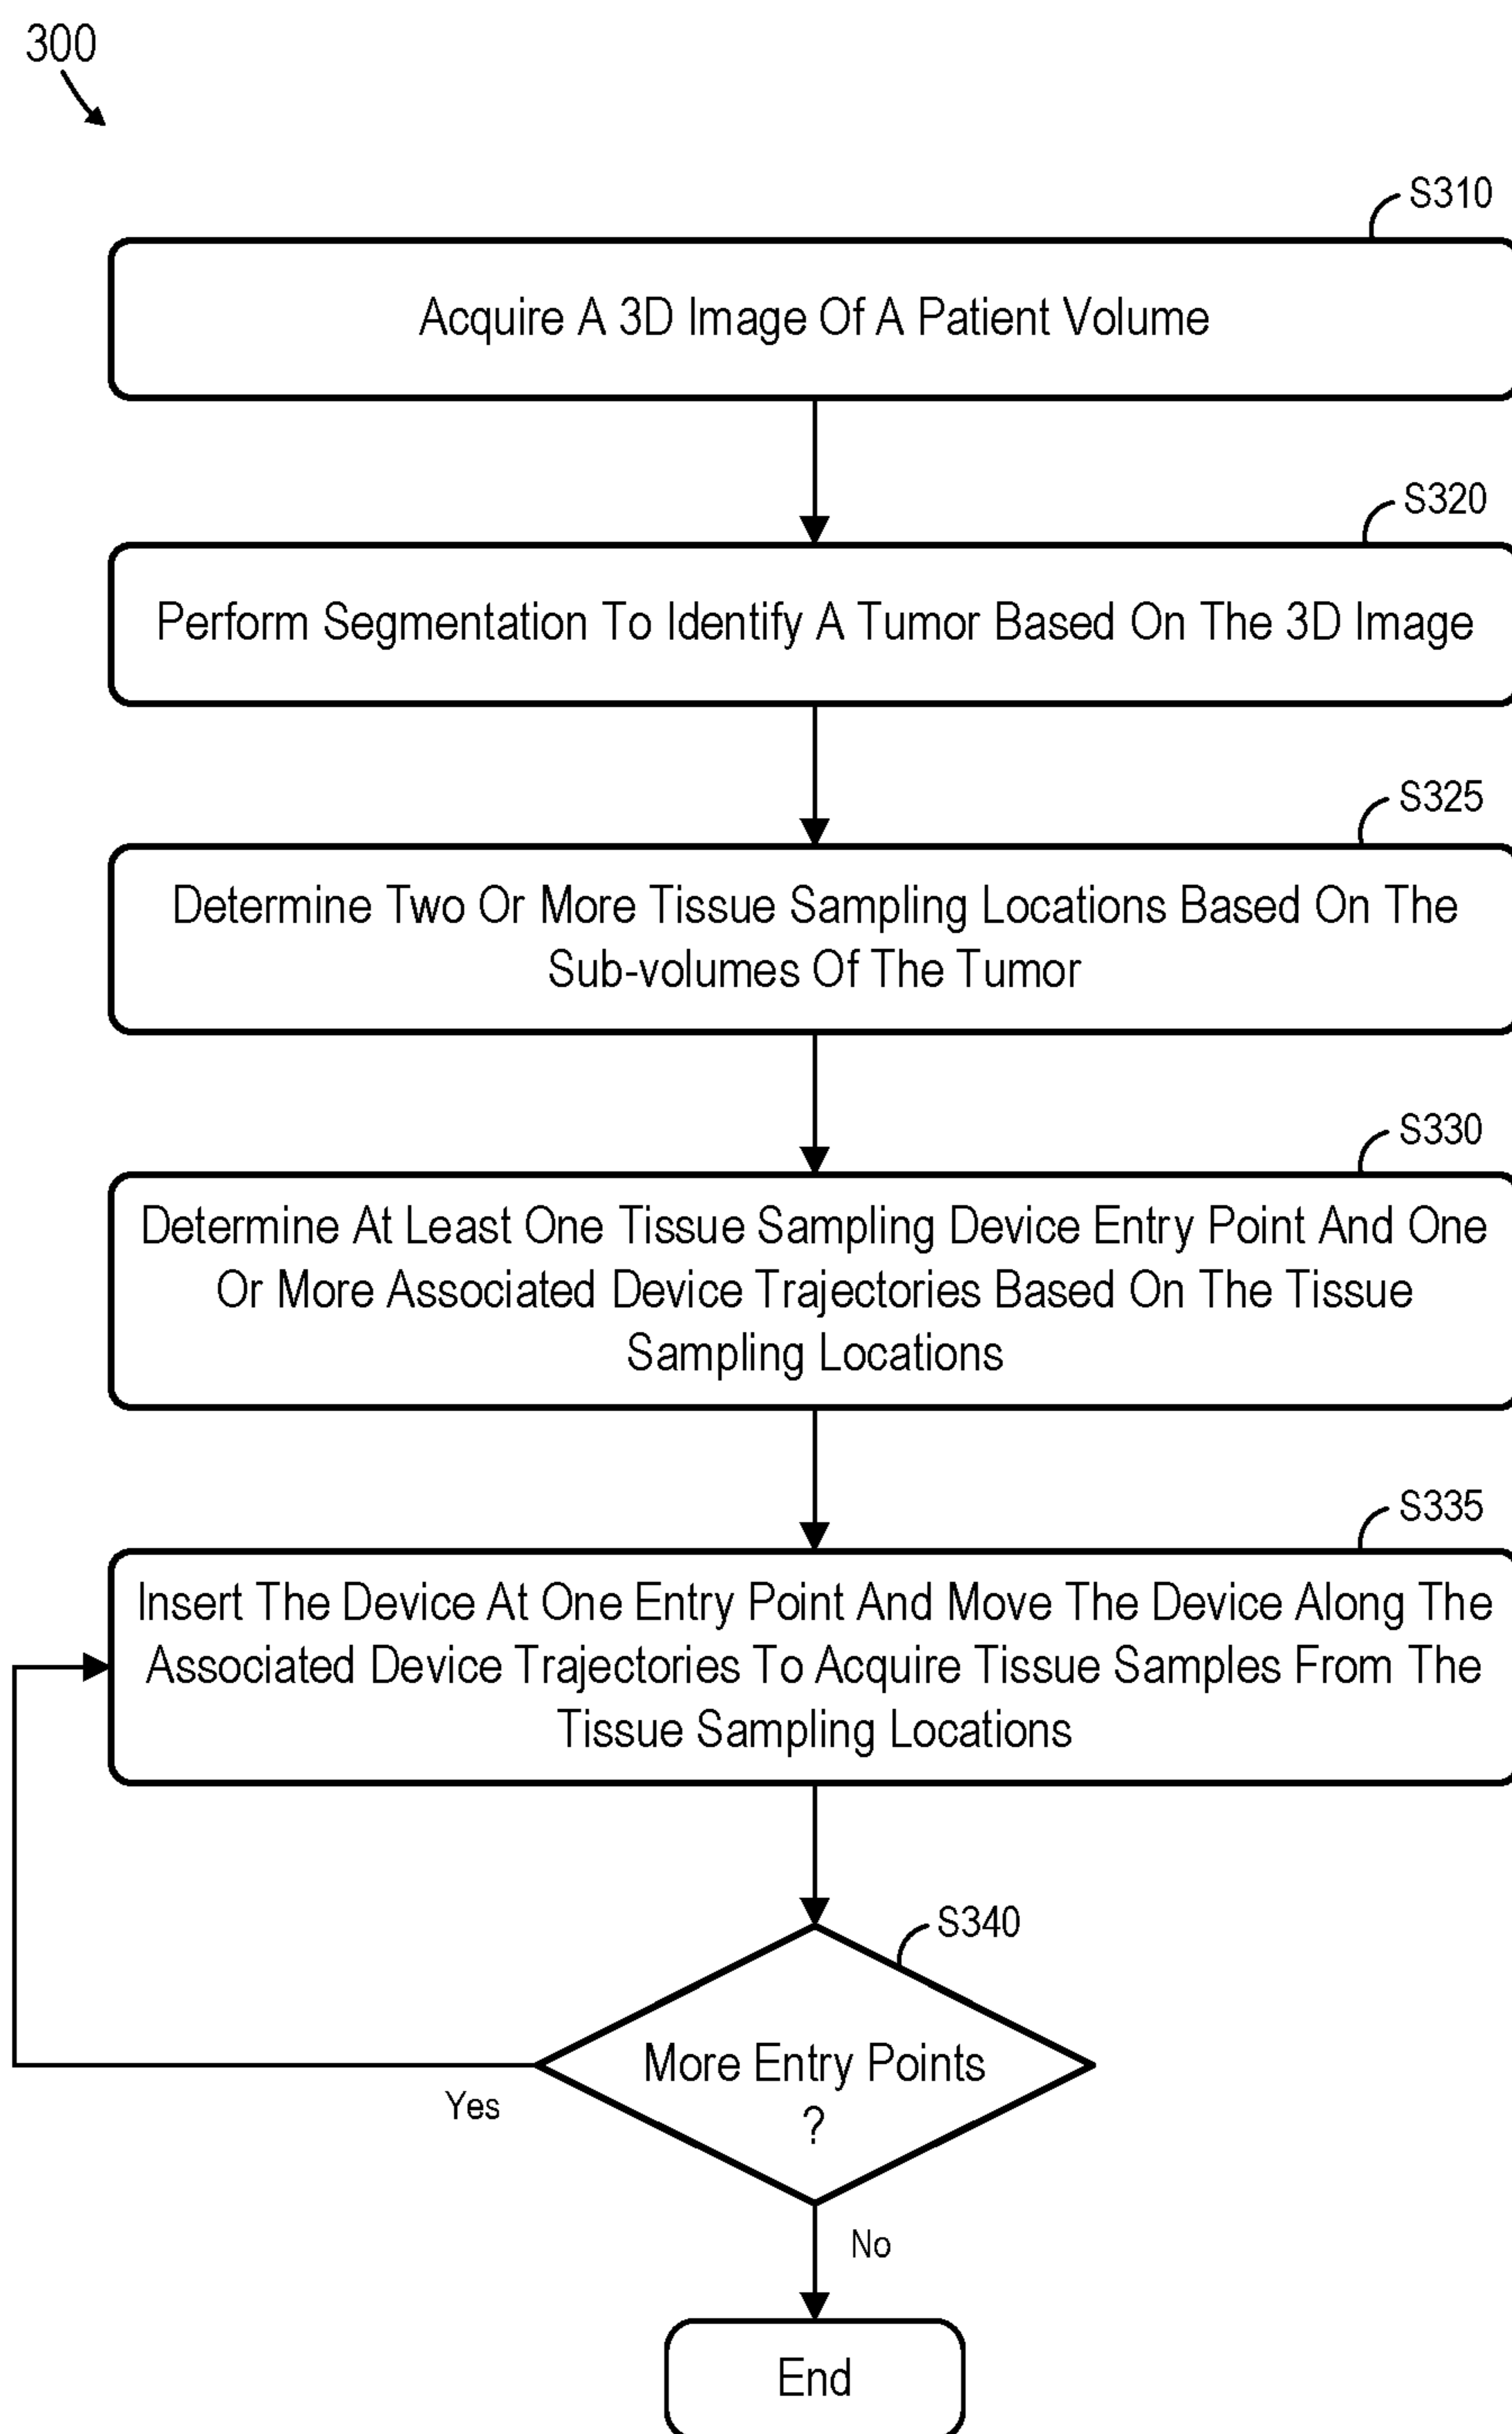 300
S310
Acquire A 3D Image Of A Patient Volume
S320
Perform Segmentation To Identify A Tumor Based On The 3D Image
S325
Determine Two Or More Tissue Sampling Locations Based On The
Sub-volumes Of The Tumor
S330
Determine At Least One Tissue Sampling Device Entry Point And One
Or More Associated Device Trajectories Based On The Tissue
Sampling Locations
S335
Insert The Device At One Entry Point And Move The Device Along The
Associated Device Trajectories To Acquire Tissue Samples From The
Tissue Sampling Locations
S340
More Entry Points
?
Yes
No
End